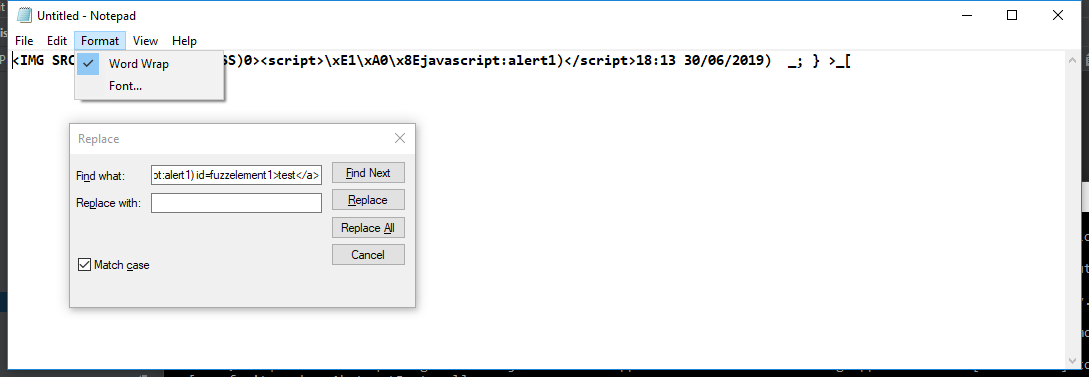 Untitled - Notepad
File Edit Format View Help
<IMG SRC SS)0><script>\xE1\xA0\x8Ejavascript:alert1)</script>18:13 30/06/2019) _; } >_[
Word Wrap
Font...
Replace
Find what: ot:alert1) id=fuzzelement1>test</a> Find Next
Replace with: Replace
Replace All
Match case Cancel